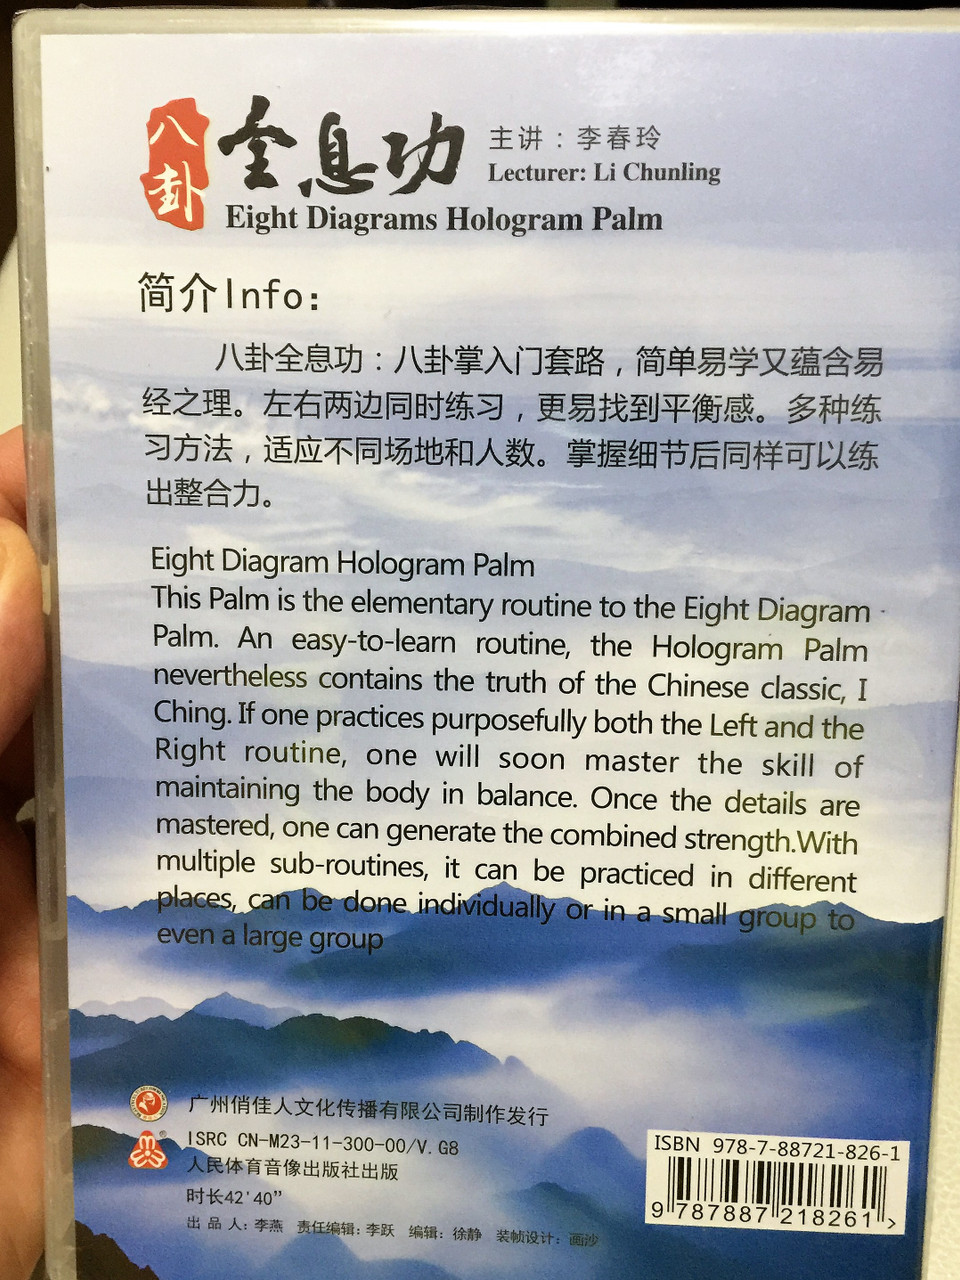 八卦
全息功
主讲：李春玲
Lecturer: Li Chunling
Eight Diagrams Hologram Palm
简介Info：
八卦全息功：八卦掌入门套路，简单易学又蕴含易
经之理。左右两边同时练习，更易找到平衡感。多种练
习方法，适应不同场地和人数。掌握细节后同样可以练
出整合力。
Eight Diagram Hologram Palm
This Palm is the elementary routine to the Eight Diagram
Palm. An easy-to-learn routine, the Hologram Palm
nevertheless contains the truth of the Chinese classic, I
Ching. If one practices purposefully both the Left and the
Right routine, one will soon master the skill of
maintaining the body in balance. Once the details are
mastered, one can generate the combined strength.With
multiple sub-routines, it can be practiced in different
places, can be done individually or in a small group to
even a large group
广州俏佳人文化传播有限公司制作发行
ISRC CN-M23-11-300-00/V.G8
人民体育音像出版社出版
时长42'40”
出品人：李燕 责任编辑：李跃 编辑：徐静 装帧设计：画沙
ISBN 978-7-88721-826-1
9 787887 218261 >